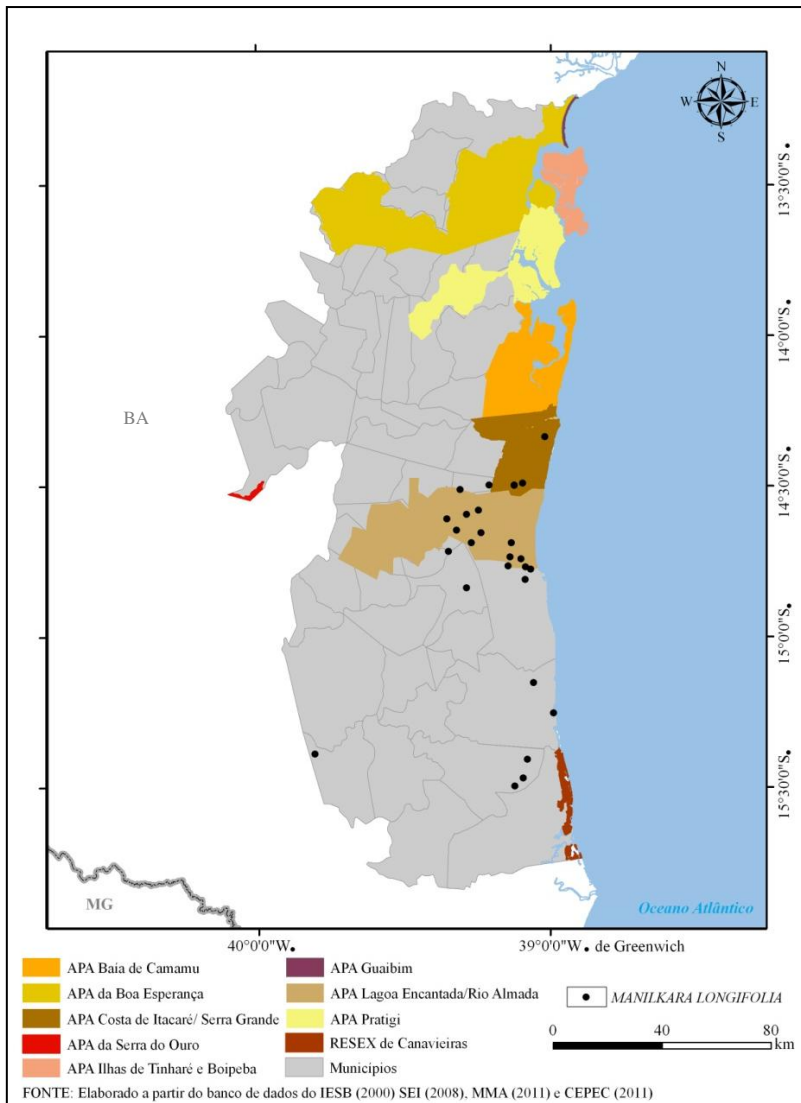 N
W E
S
13°30'0"S.
14°0'0"S.
BA
14°30'0"S.
15°0'0"S.
15°30'0"S.
MG
Oceano Atlântico
40°0'0"W. 39°0'0"W. de Greenwich
APA Baía de Camamu
APA da Boa Esperança
APA Costa de Itacaré/ Serra Grande
APA da Serra do Ouro
APA Ilhas de Tinharé e Boipeba
APA Guaibim
APA Lagoa Encantada/Rio Almada
APA Pratigi
RESEX de Canavieiras
Municípios
MANILKARA LONGIFOLIA
0 40 80
km
FONTE: Elaborado a partir do banco de dados do IESB (2000) SEI (2008), MMA (2011) e CEPEC (2011)